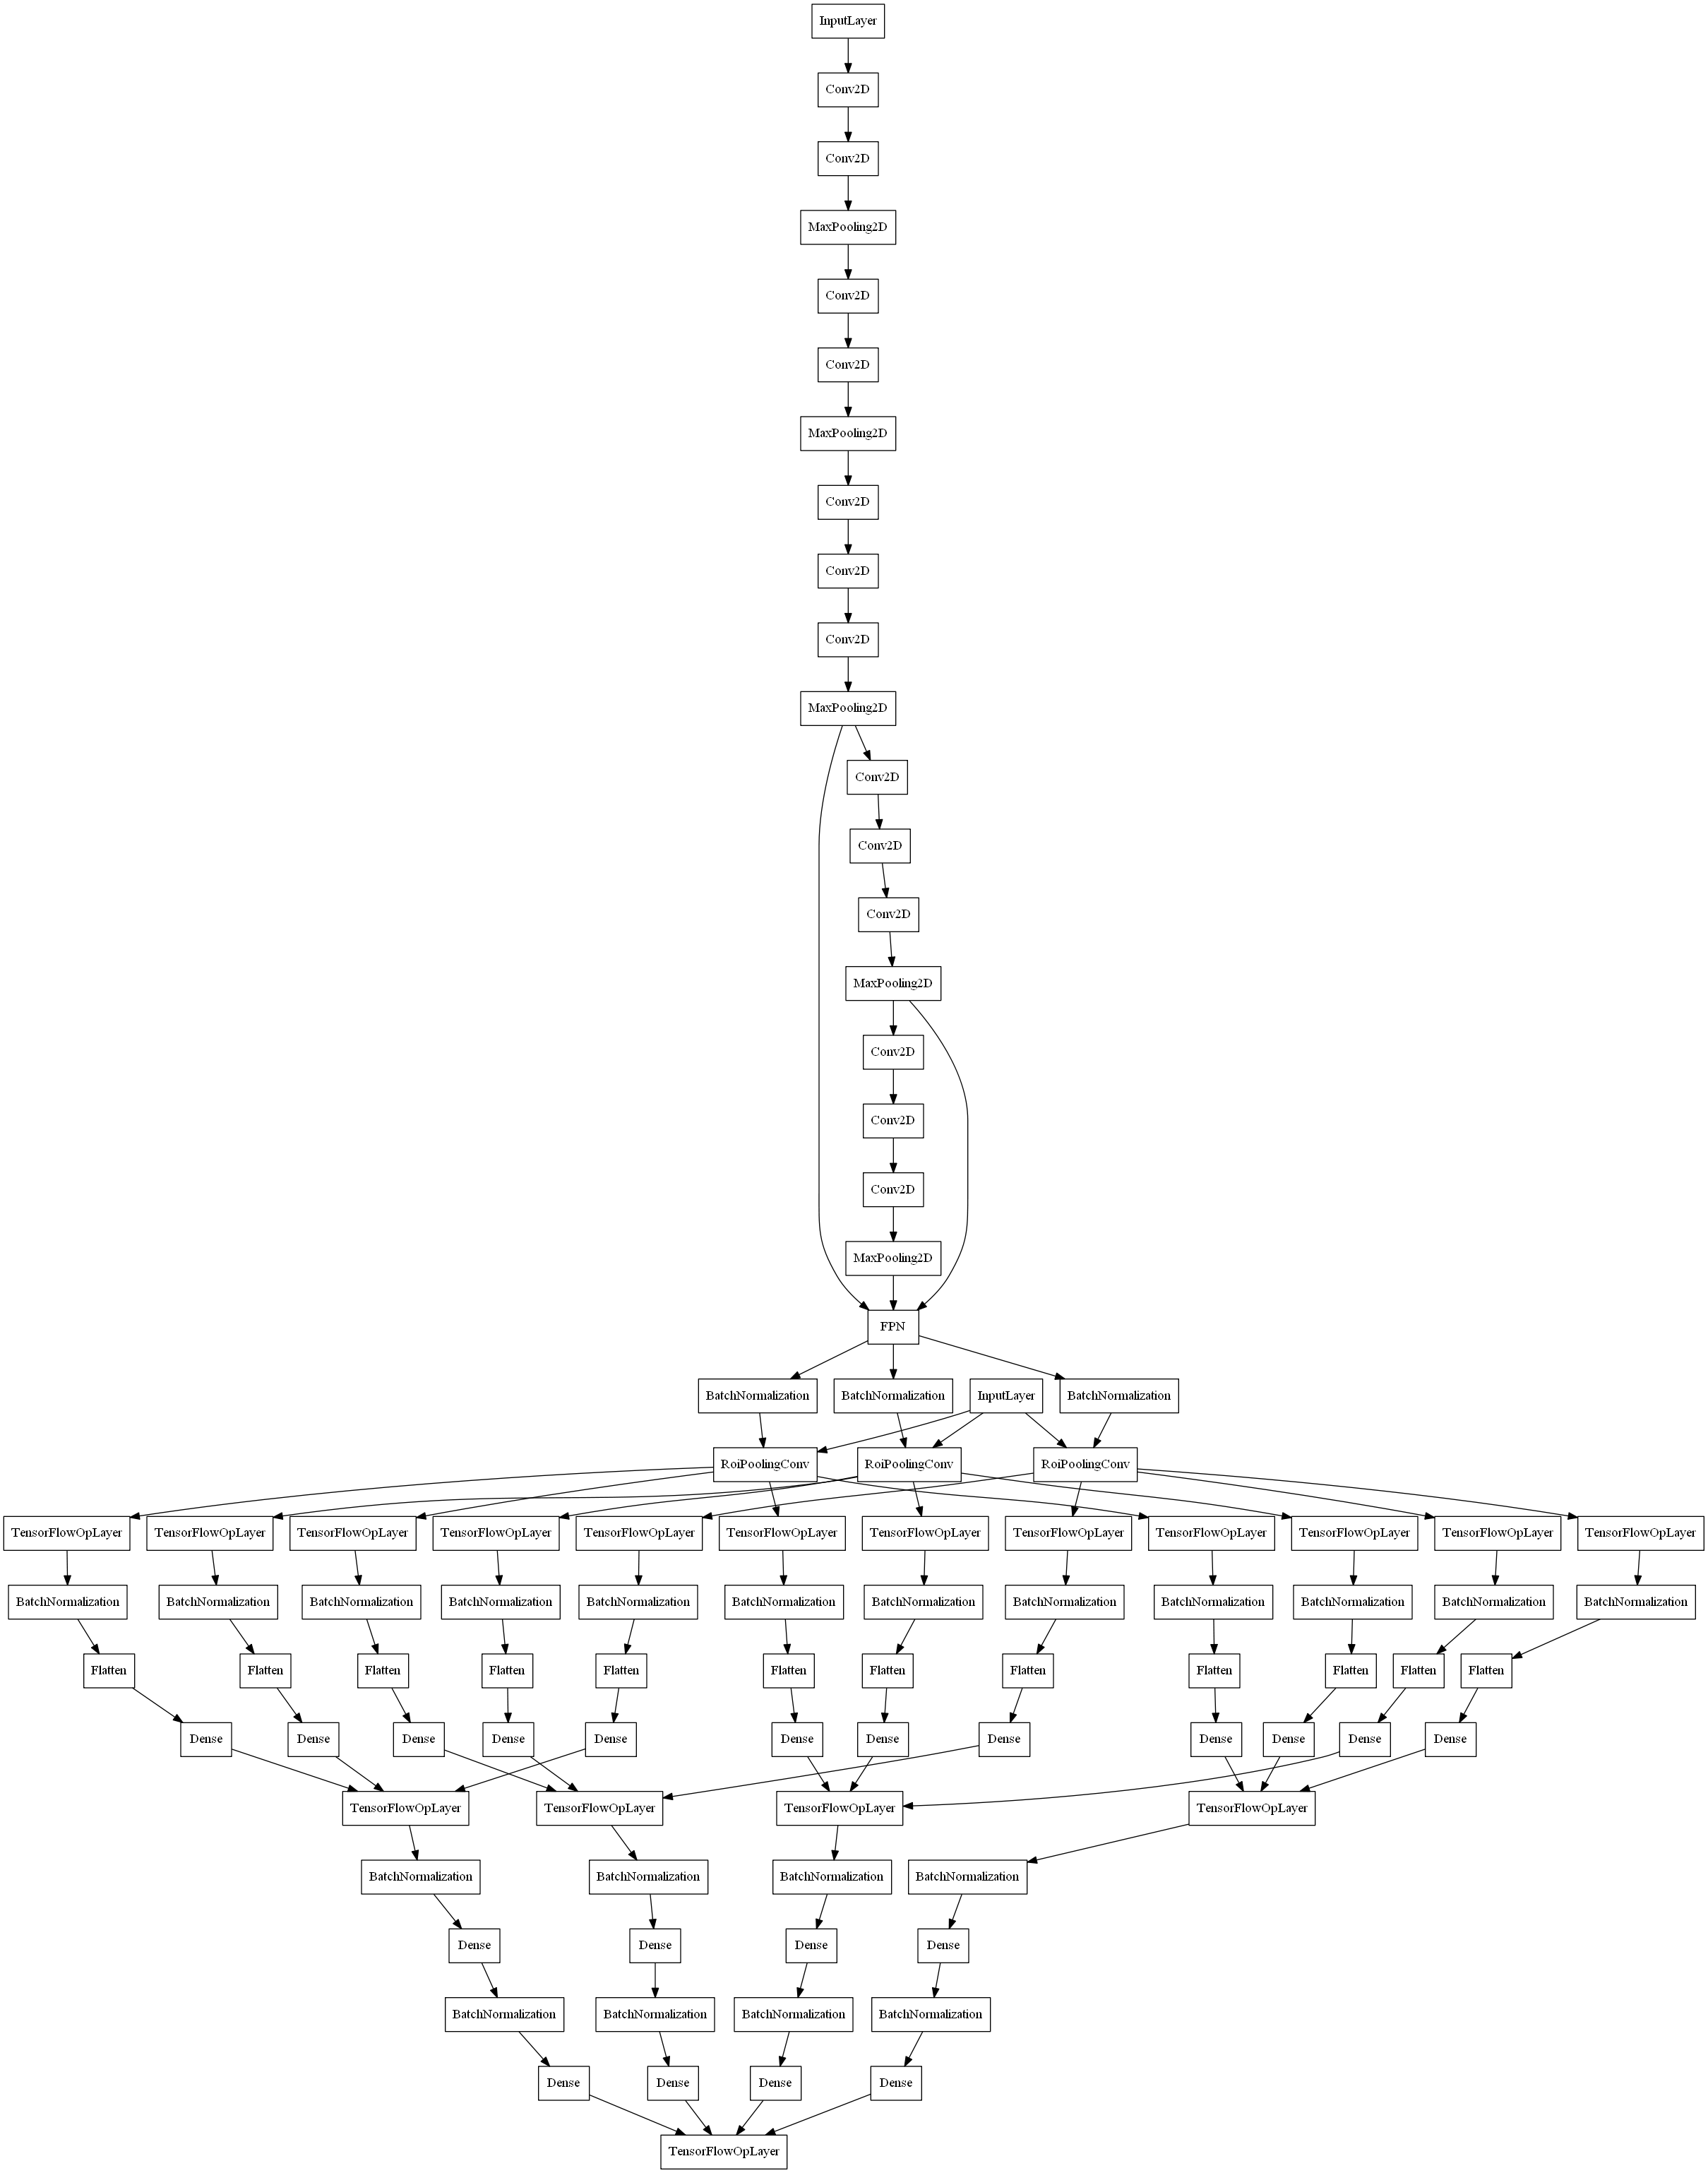 InputLayer
Conv2D
Conv2D
MaxPooling2D
Conv2D
Conv2D
MaxPooling2D
Conv2D
Conv2D
Conv2D
MaxPooling2D
Conv2D
Conv2D
Conv2D
MaxPooling2D
Conv2D
Conv2D
Conv2D
MaxPooling2D
FPN
BatchNormalization BatchNormalization InputLayer BatchNormalization
RoiPoolingConv RoiPoolingConv RoiPoolingConv
TensorFlowOpLayer TensorFlowOpLayer TensorFlowOpLayer TensorFlowOpLayer TensorFlowOpLayer TensorFlowOpLayer TensorFlowOpLayer TensorFlowOpLayer TensorFlowOpLayer TensorFlowOpLayer TensorFlowOpLayer TensorFlowOpLayer
BatchNormalization BatchNormalization BatchNormalization BatchNormalization BatchNormalization BatchNormalization BatchNormalization BatchNormalization BatchNormalization BatchNormalization BatchNormalization BatchNormalization
Flatten Flatten Flatten Flatten Flatten Flatten Flatten Flatten Flatten Flatten Flatten Flatten
Dense Dense Dense Dense Dense Dense Dense Dense Dense Dense Dense Dense
TensorFlowOpLayer TensorFlowOpLayer TensorFlowOpLayer TensorFlowOpLayer
BatchNormalization BatchNormalization BatchNormalization BatchNormalization
Dense Dense Dense Dense
BatchNormalization BatchNormalization BatchNormalization BatchNormalization
Dense Dense Dense Dense
TensorFlowOpLayer